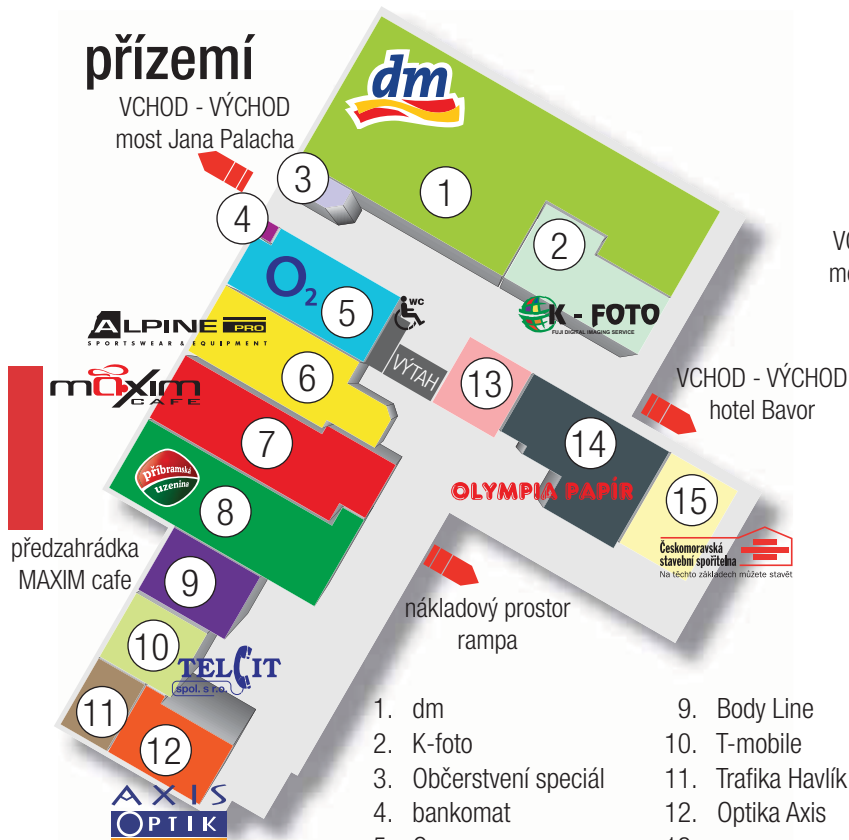 přízemí
VCHOD - VÝCHOD
most Jana Palacha
dm
3
1
4
2
O2
5
WC
K - FOTO
FUJI DIGITAL IMAGING SERVICE
ALPINE PRO
SPORTSWEAR & EQUIPMENT
6
VÝTAH
13
VCHOD - VÝCHOD
hotel Bavor
maxim
CAFE
7
14
příbramská
uzenina
8
OLYMPIA PAPÍR
15
Českomoravská
stavební spořitelna
Na těchto základech můžete stavět
předzahrádka
MAXIM cafe
9
nákladový prostor
rampa
10
TELCIT
spol. s r.o.
11
12
AXIS
OPTIK
1. dm
2. K-foto
3. Občerstvení speciál
4. bankomat
9. Body Line
10. T-mobile
11. Trafika Havlík
12. Optika Axis